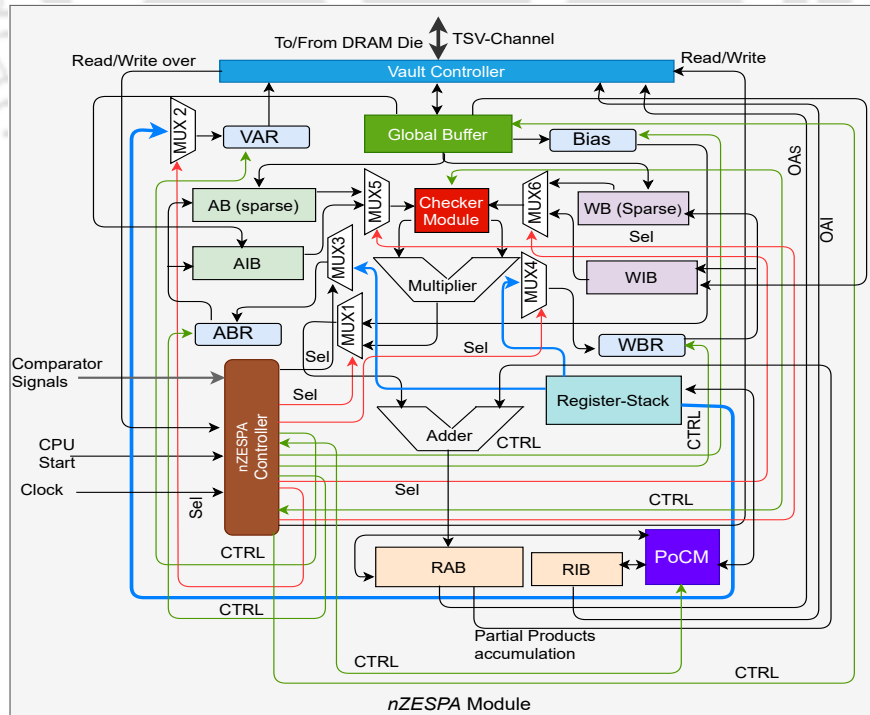 To/From DRAM Die
TSV-Channel
Read/Write over
Read/Write
Vault Controller
MUX 2
VAR
Global Buffer
Bias
OAs
OAI
AB (sparse)
MUX5
Checker
Module
MUX6
WB (Sparse)
Sel
AIB
MUX3
Multiplier
MUX4
WIB
ABR
MUX1
WBR
Comparator
Signals
Sel
Sel
Sel
nZESPA
Controller
Register-Stack
Adder
CTRL
CTRL
CPU
Start
Clock
Sel
Sel
CTRL
CTRL
RAB
RIB
PoCM
CTRL
Partial Products
accumulation
CTRL
CTRL
nZESPA Module